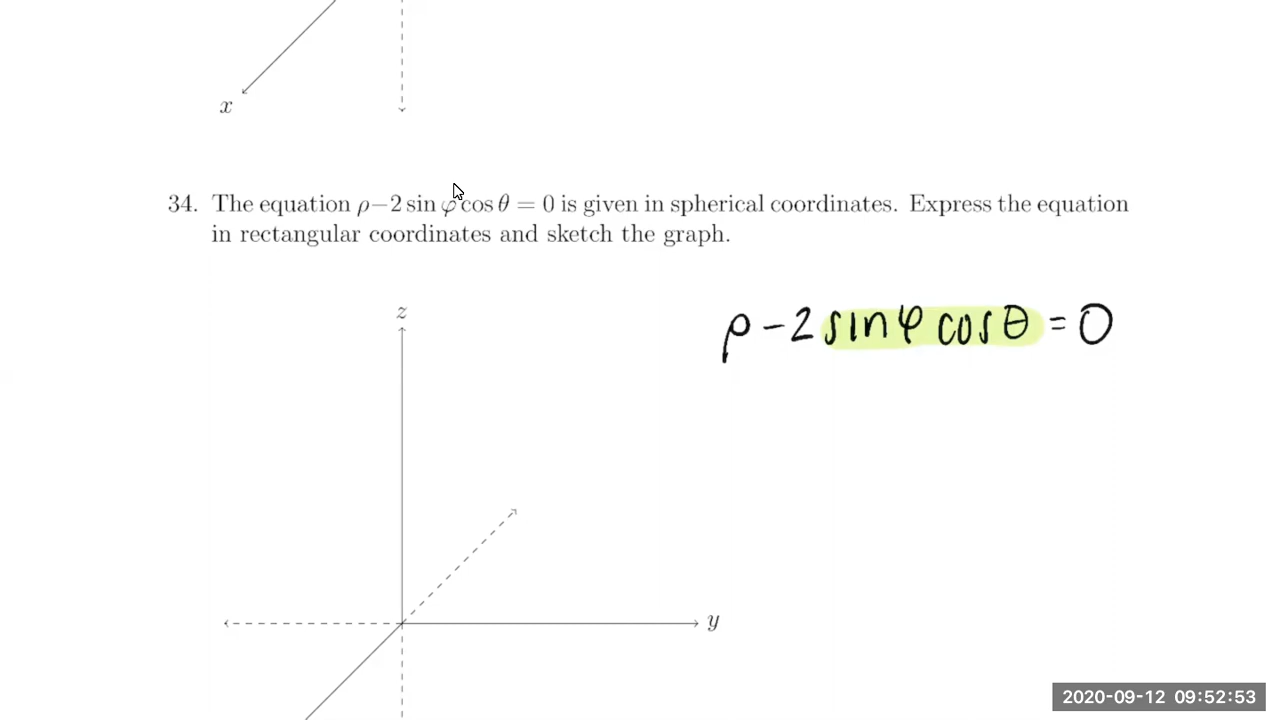 x
34. The equation ρ−2 sin φ cos θ = 0 is given in spherical coordinates. Express the equation
in rectangular coordinates and sketch the graph.
z
ρ − 2 sin φ cos θ = 0
y
2020-09-12 09:52:53